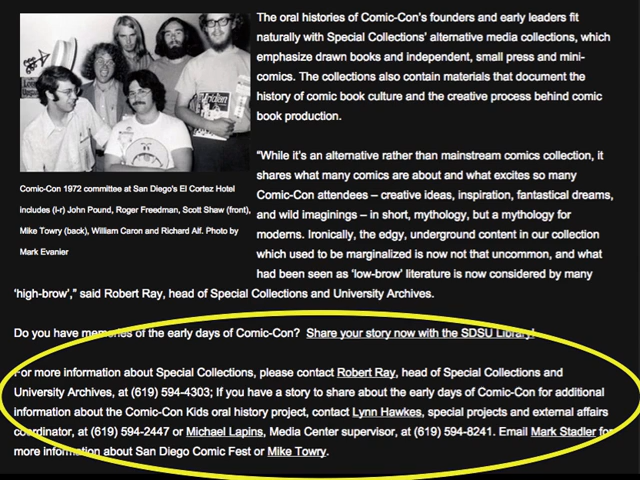 The oral histories of Comic-Con's founders and early leaders fit
naturally with Special Collections' alternative media collections, which
emphasize drawn books and independent, small press and mini-
comics. The collections also contain materials that document the
history of comic book culture and the creative process behind comic
book production.
Comic-Con 1972 committee at San Diego's El Cortez Hotel
includes (l-r) John Pound, Roger Freedman, Scott Shaw (front),
Mike Towry (back), William Caron and Richard Alf. Photo by
Mark Evanier
"While it's an alternative rather than mainstream comics collection, it
shares what many comics are about and what excites so many
Comic-Con attendees – creative ideas, inspiration, fantastical dreams,
and wild imaginings – in short, mythology, but a mythology for
moderns. Ironically, the edgy, underground content in our collection
which used to be marginalized is now not that uncommon, and what
had been seen as 'low-brow' literature is now considered by many
'high-brow'," said Robert Ray, head of Special Collections and University Archives.
Do you have memories of the early days of Comic-Con? Share your story now with the SDSU Library!
For more information about Special Collections, please contact Robert Ray, head of Special Collections and
University Archives, at (619) 594-4303; If you have a story to share about the early days of Comic-Con for additional
information about the Comic-Con Kids oral history project, contact Lynn Hawkes, special projects and external affairs
coordinator, at (619) 594-2447 or Michael Lapins, Media Center supervisor, at (619) 594-8241. Email Mark Stadler for
more information about San Diego Comic Fest or Mike Towry.